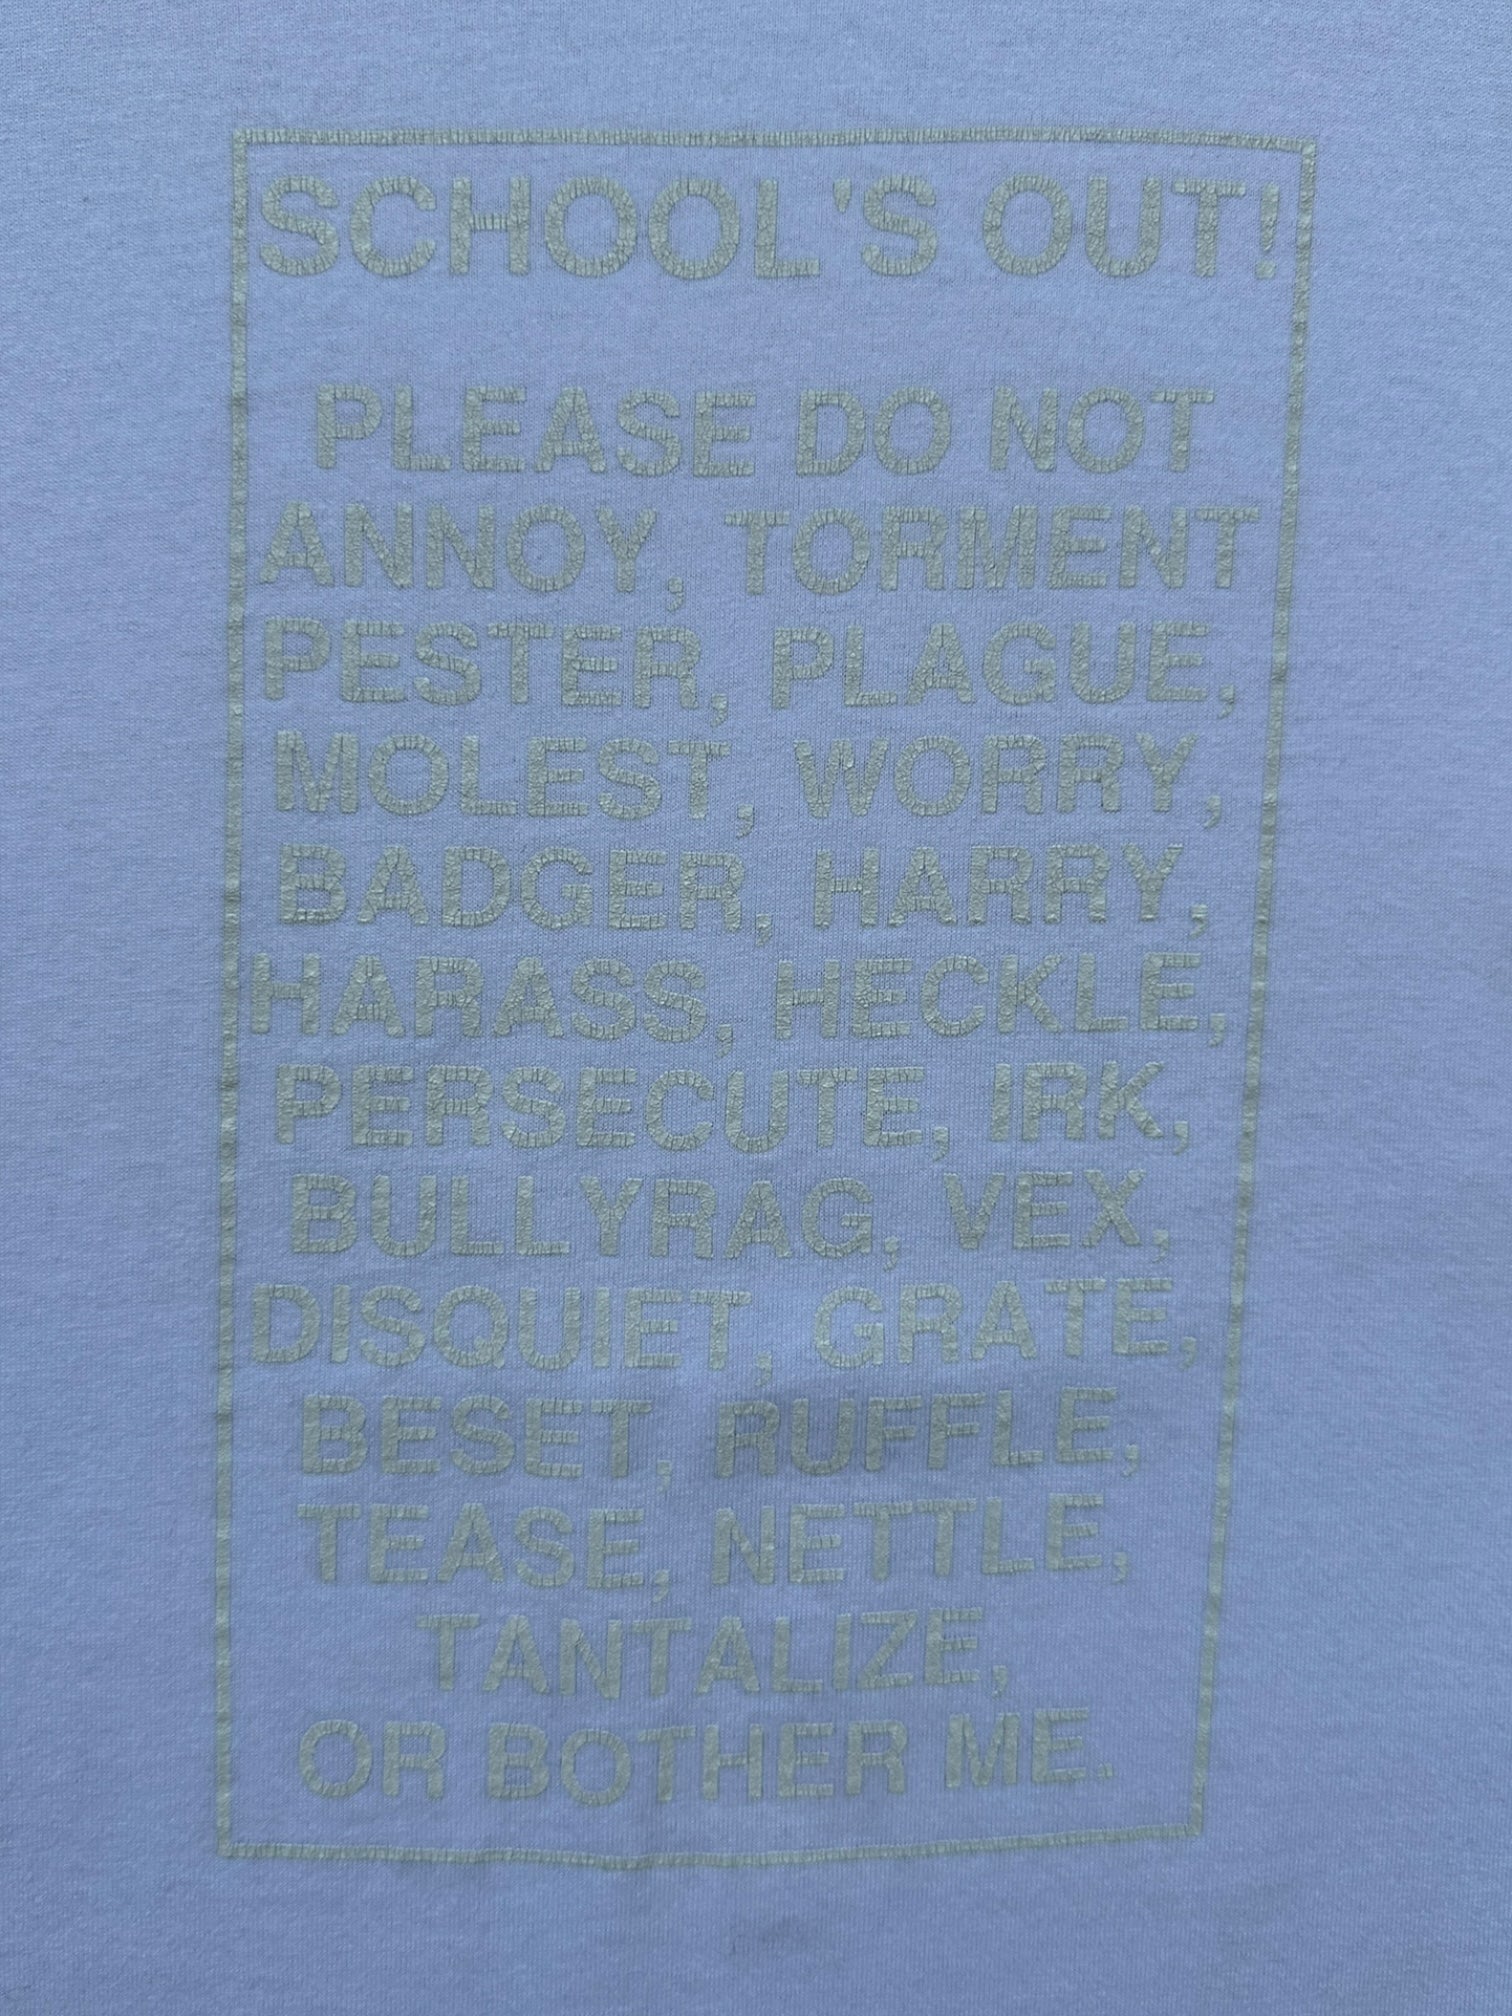 SCHOOL'S OUT!
PLEASE DO NOT
ANNOY, TORMENT
PESTER, PLAGUE,
MOLEST, WORRY,
BADGER, HARRY,
HARASS, HECKLE,
PERSECUTE, IRK,
BULLYRAG, VEX,
DISQUIET, GRATE,
BESET, RUFFLE,
TEASE, NETTLE,
TANTALIZE,
OR BOTHER ME.